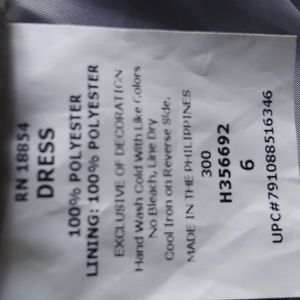 RN 18854
DRESS
100% POLYESTER
LINING: 100% POLYESTER
EXCLUSIVE OF DECORATION
Hand Wash Cold With Like Colors
No Bleach, Line Dry
Cool Iron on Reverse Side.
MADE IN THE PHILIPPINES
300
H356692
6
UPC#791088516346